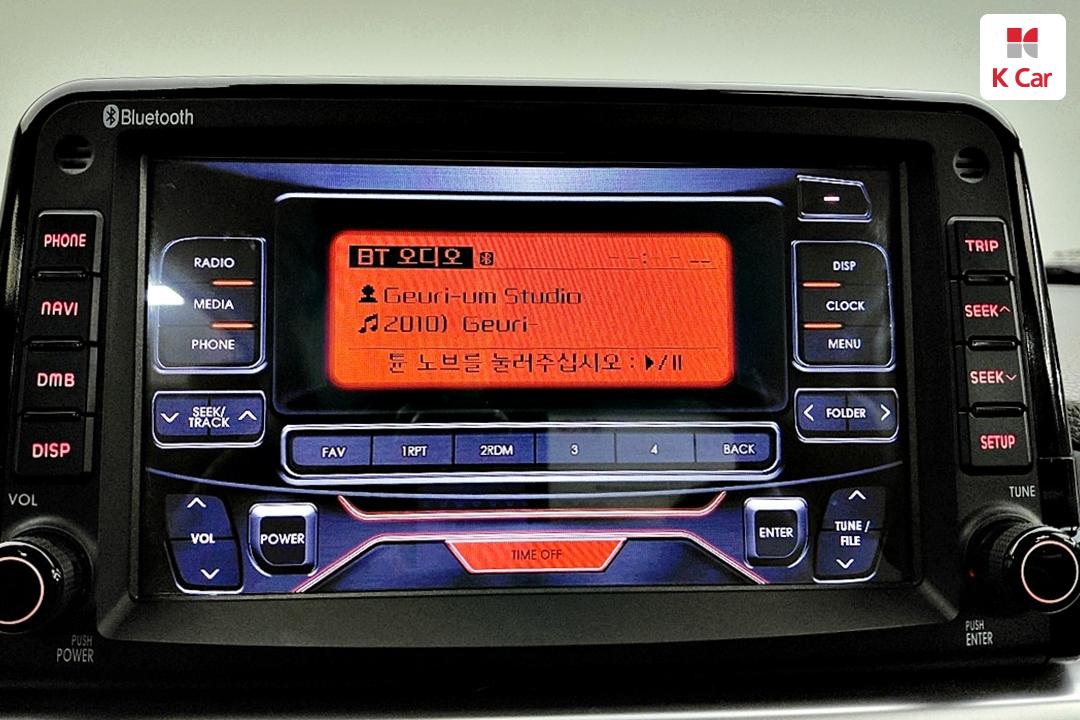 K Car
Bluetooth
PHONE
NAVI
DMB
DISP
VOL
PUSH
POWER
RADIO
MEDIA
PHONE
SEEK/
TRACK
VOL
POWER
BT 오디오
--:-- --
Geuri-um Studio
2010) Geuri-
튠 노브를 눌러주십시오 :
FAV 1RPT 2RDM 3 4 BACK
TIME OFF
DISP
CLOCK
MENU
FOLDER
ENTER
TUNE /
FILE
TRIP
SEEK
SEEK
SETUP
TUNE
PUSH
ENTER